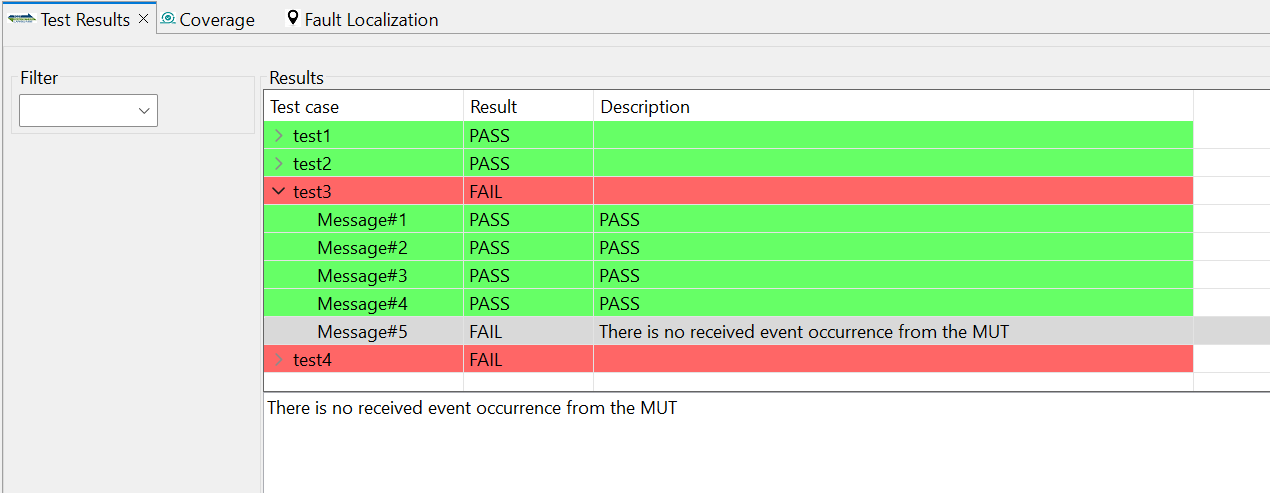 Test Results Coverage Fault Localization
Filter
Results
Test case Result Description
test1 PASS
test2 PASS
test3 FAIL
Message#1 PASS PASS
Message#2 PASS PASS
Message#3 PASS PASS
Message#4 PASS PASS
Message#5 FAIL There is no received event occurrence from the MUT
test4 FAIL
There is no received event occurrence from the MUT